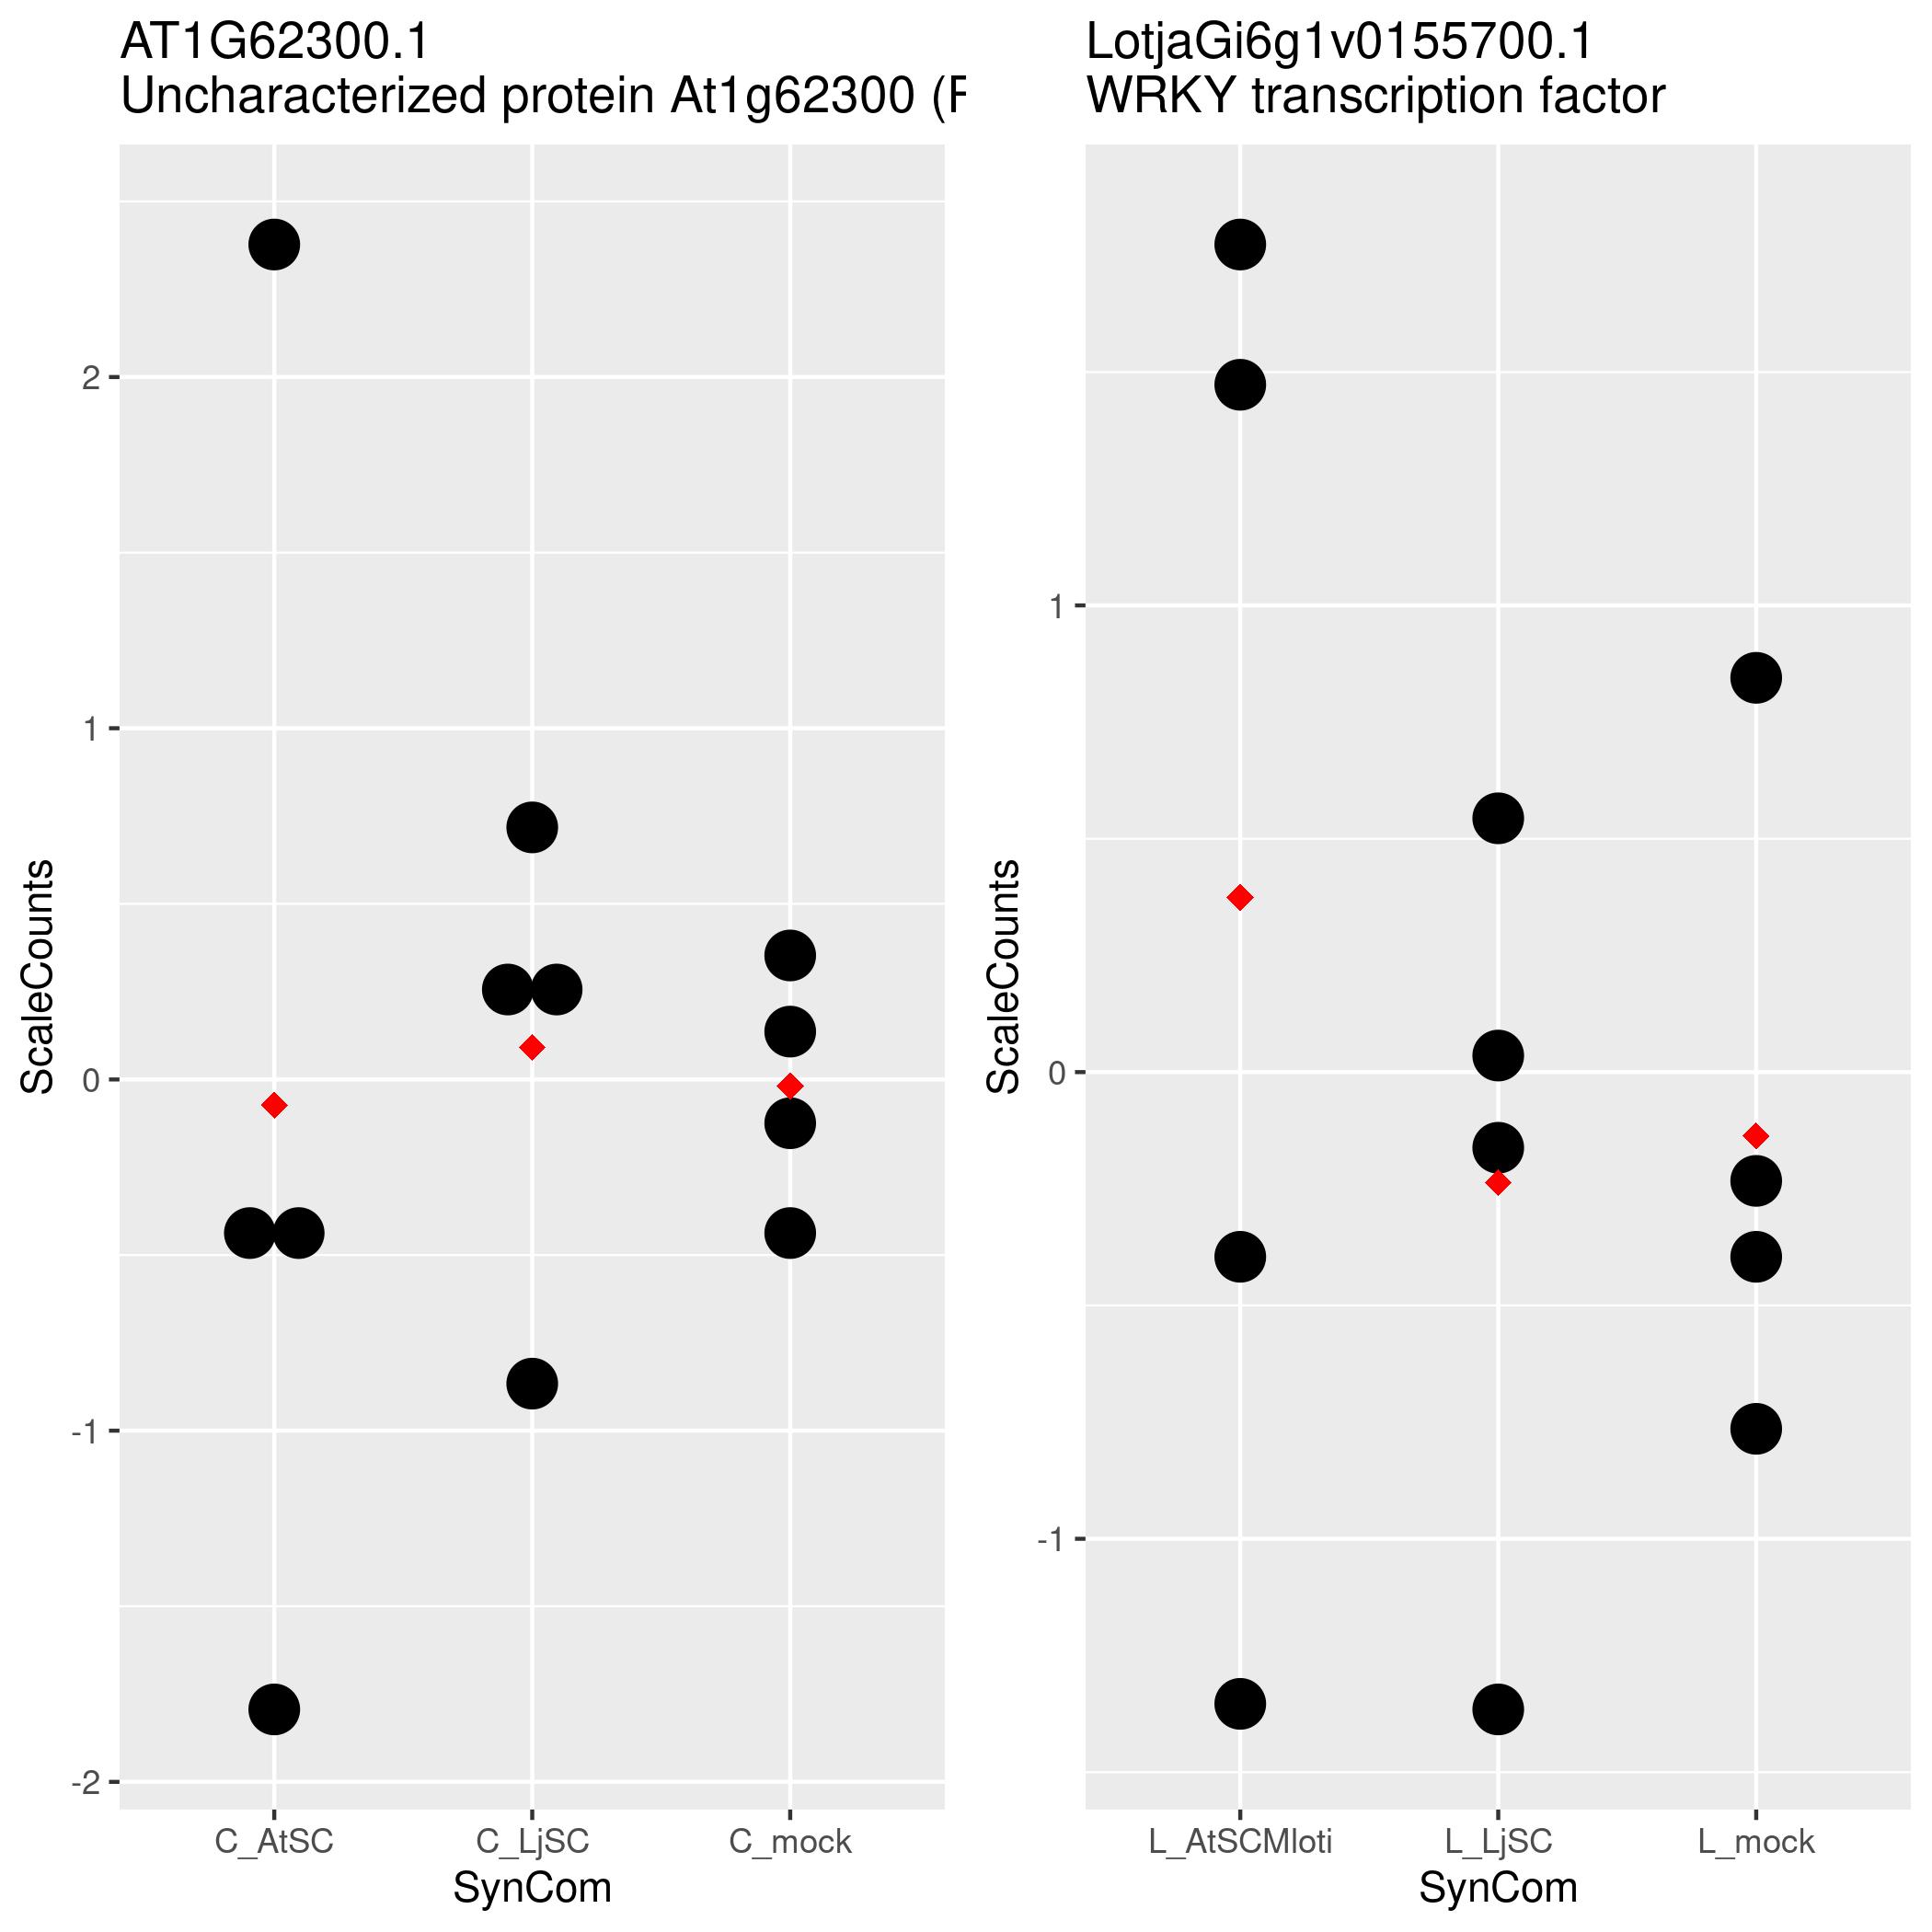 AT1G62300.1
Uncharacterized protein At1g62300 (F
ScaleCounts
2
1
0
-1
-2
C_AtSC C_LjSC C_mock
SynCom
LotjaGi6g1v0155700.1
WRKY transcription factor
ScaleCounts
1
0
-1
L_AtSCMloti L_LjSC L_mock
SynCom